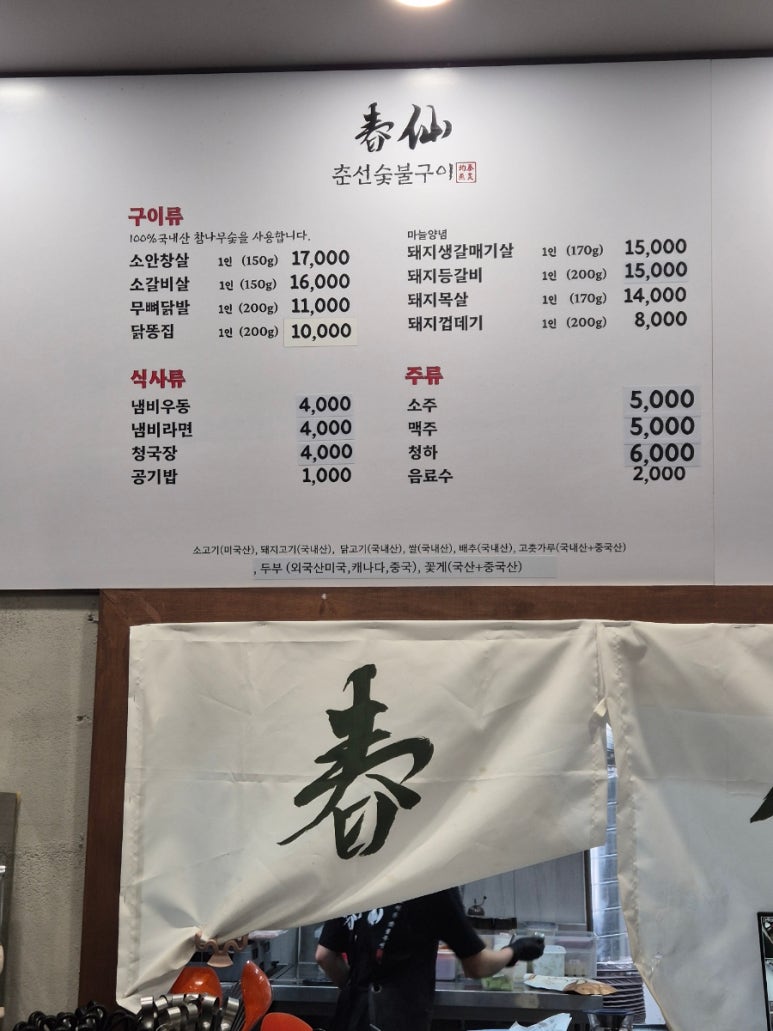 春仙
춘선숯불구이
구이류
100%국내산 참나무숯을 사용합니다.
소안창살 1인 (150g) 17,000
소갈비살 1인 (150g) 16,000
무뼈닭발 1인 (200g) 11,000
닭똥집 1인 (200g) 10,000
마늘양념
돼지생갈매기살 1인 (170g) 15,000
돼지등갈비 1인 (200g) 15,000
돼지목살 1인 (170g) 14,000
돼지껍데기 1인 (200g) 8,000
식사류
냄비우동 4,000
냄비라면 4,000
청국장 4,000
공기밥 1,000
주류
소주 5,000
맥주 5,000
청하 6,000
음료수 2,000
소고기(미국산), 돼지고기(국내산), 닭고기(국내산), 쌀(국내산), 배추(국내산), 고춧가루(국내산+중국산)
, 두부 (외국산미국,캐나다,중국), 꽃게(국산+중국산)
春